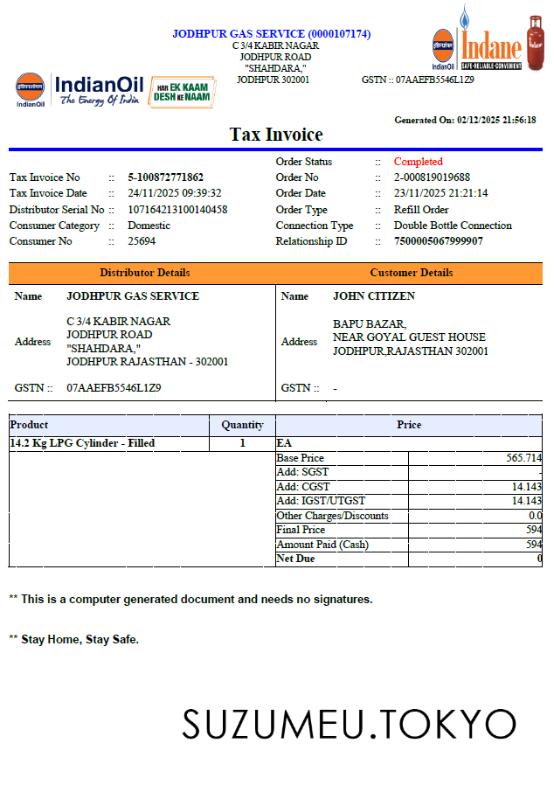 JODHPUR GAS SERVICE (0000107174)
C 3/4 KABIR NAGAR
JODHPUR ROAD
"SHAHDARA,"
JODHPUR 302001
GSTN :: 07AAEFB5546L1Z9
IndianOil
IndianOil
The Energy Of India
HAR EK KAAM
DESH KE NAAM
IndianOil
Indane
SAFE•RELIABLE•CONVENIENT
Generated On: 02/12/2025 21:56:18
Tax Invoice
Order Status :: Completed
Tax Invoice No :: 5-100872771862 Order No :: 2-000819019688
Tax Invoice Date :: 24/11/2025 09:39:32 Order Date :: 23/11/2025 21:21:14
Distributor Serial No :: 107164213100140458 Order Type :: Refill Order
Consumer Category :: Domestic Connection Type :: Double Bottle Connection
Consumer No :: 25694 Relationship ID :: 7500005067999907
Distributor Details Customer Details
Name JODHPUR GAS SERVICE
Address C 3/4 KABIR NAGAR
JODHPUR ROAD
"SHAHDARA,"
JODHPUR RAJASTHAN - 302001
GSTN :: 07AAEFB5546L1Z9
Name JOHN CITIZEN
Address BAPU BAZAR,
NEAR GOYAL GUEST HOUSE
JODHPUR,RAJASTHAN 302001
GSTN :: -
Product Quantity Price
14.2 Kg LPG Cylinder - Filled 1 EA
Base Price 565.714
Add: SGST -
Add: CGST 14.143
Add: IGST/UTGST 14.143
Other Charges/Discounts 0.0
Final Price 594
Amount Paid (Cash) 594
Net Due 0
** This is a computer generated document and needs no signatures.
** Stay Home, Stay Safe.
SUZUMEU.TOKYO